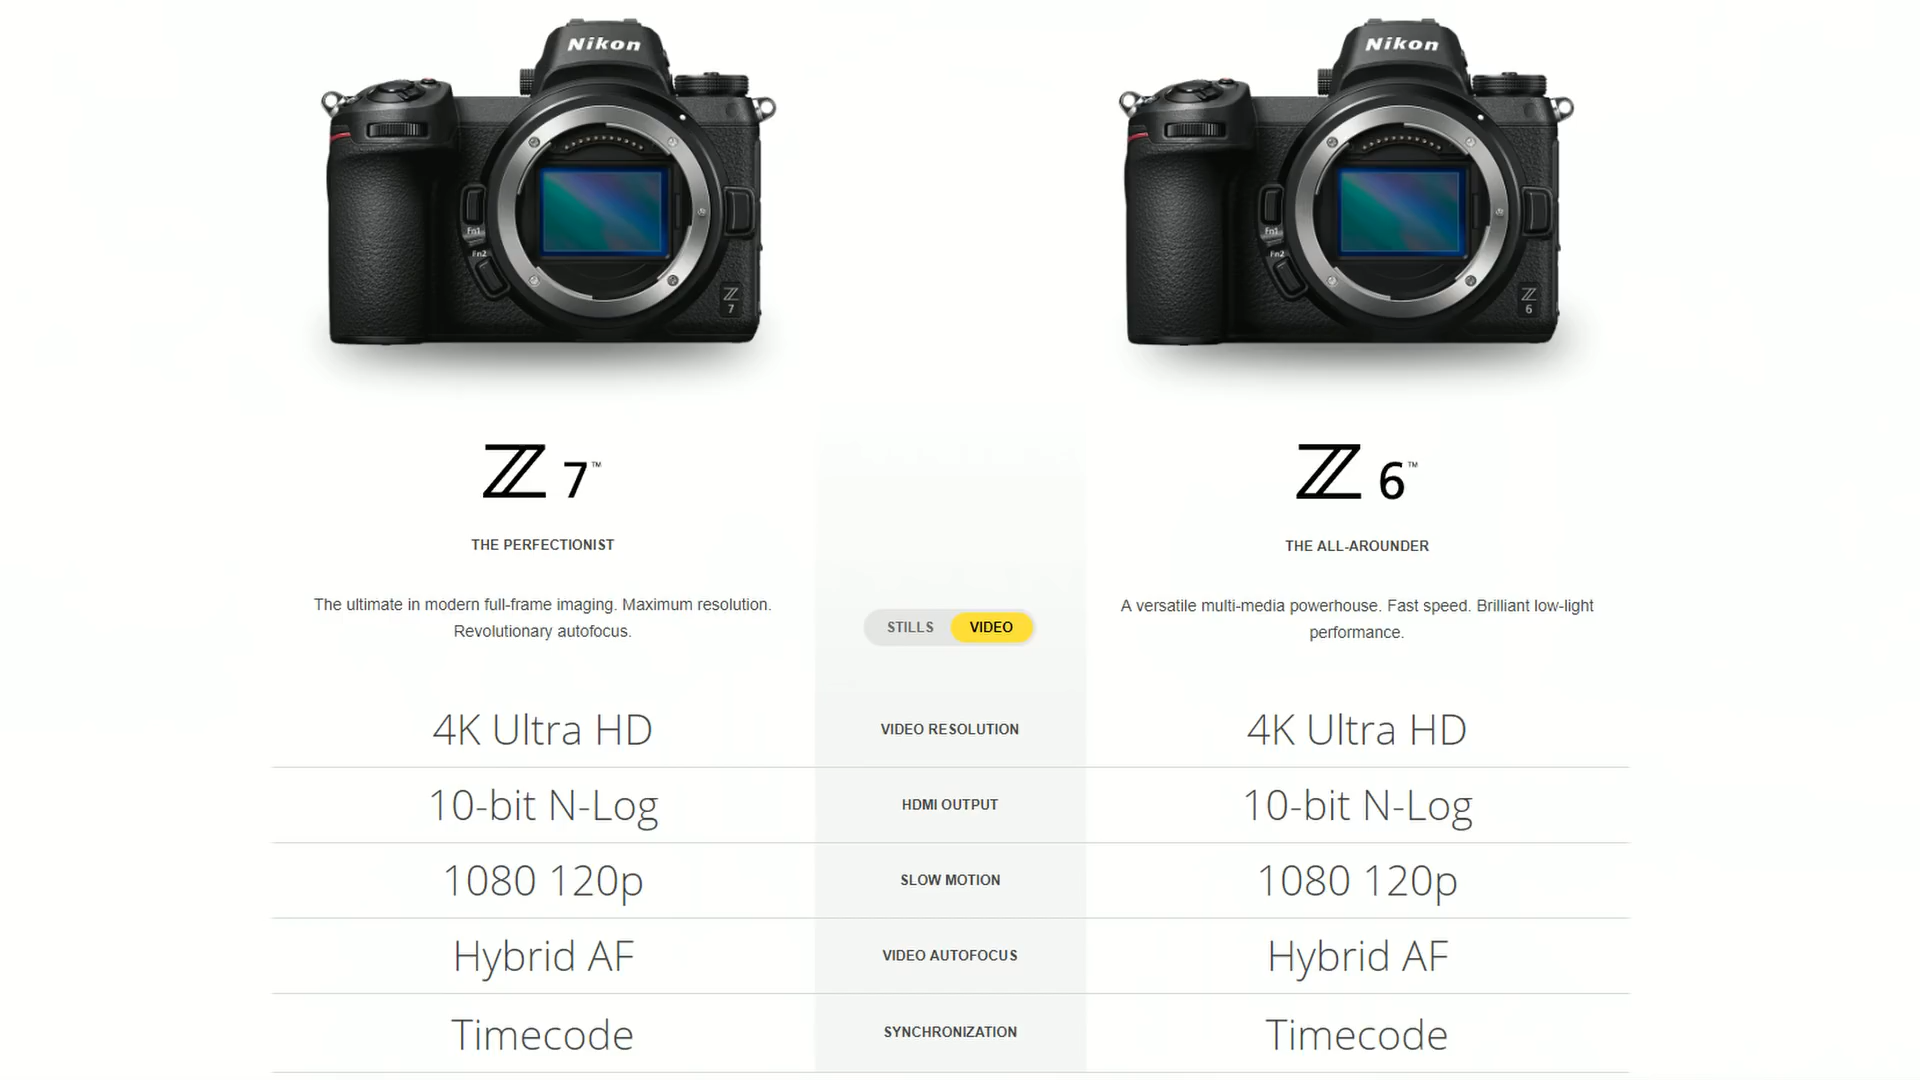 Nikon
Nikon
Fn1
Fn2
Z
7
Fn1
Fn2
Z
6
Z 7™
Z 6™
THE PERFECTIONIST
THE ALL-AROUNDER
The ultimate in modern full-frame imaging. Maximum resolution.
Revolutionary autofocus.
STILLS VIDEO
A versatile multi-media powerhouse. Fast speed. Brilliant low-light
performance.
4K Ultra HD VIDEO RESOLUTION 4K Ultra HD
10-bit N-Log HDMI OUTPUT 10-bit N-Log
1080 120p SLOW MOTION 1080 120p
Hybrid AF VIDEO AUTOFOCUS Hybrid AF
Timecode SYNCHRONIZATION Timecode